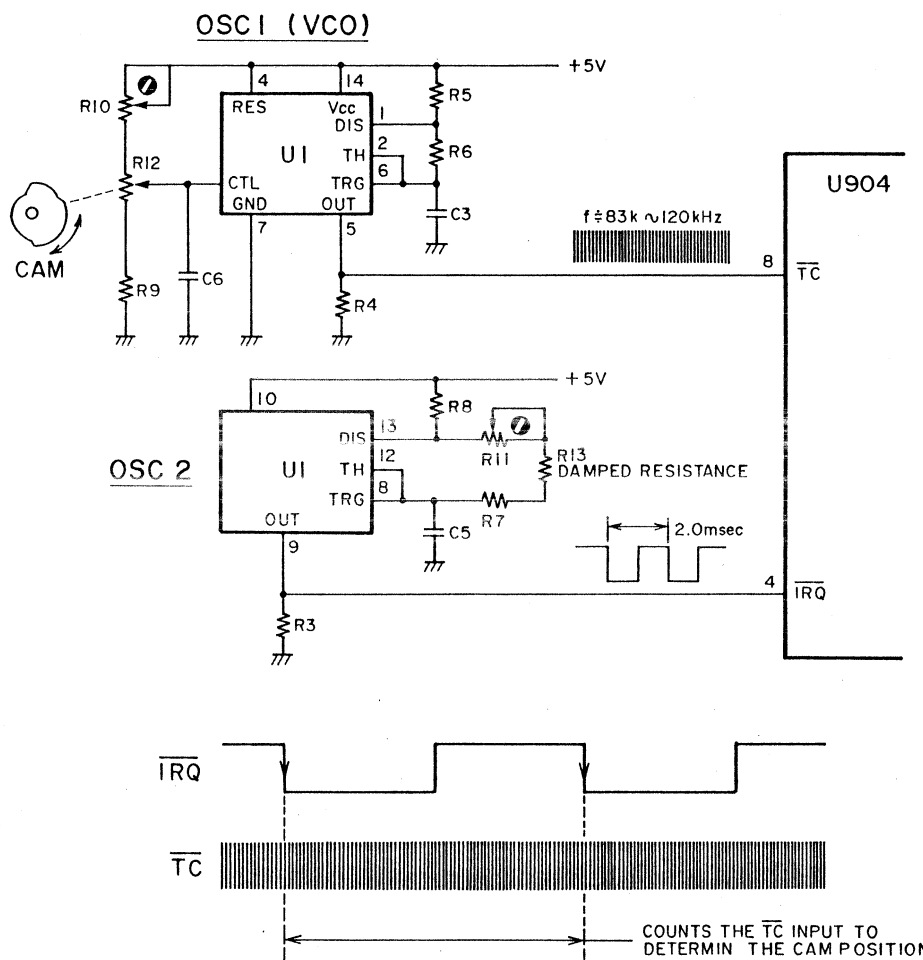 OSC1 (VCO)
+5V
4
14
R10
RES
Vcc
DIS
1
R5
U1
TH
2
R6
R12
CTL
TRG
6
GND
OUT
C3
7
5
CAM
R9
C6
R4
f≑83k ~120kHz
U904
8
TC
+5V
10
R8
DIS
13
R11
R13
DAMPED RESISTANCE
OSC 2
U1
TH
12
TRG
8
R7
OUT
C5
9
2.0msec
4
IRQ
R3
IRQ
TC
COUNTS THE TC INPUT TO
DETERMIN THE CAM POSITION